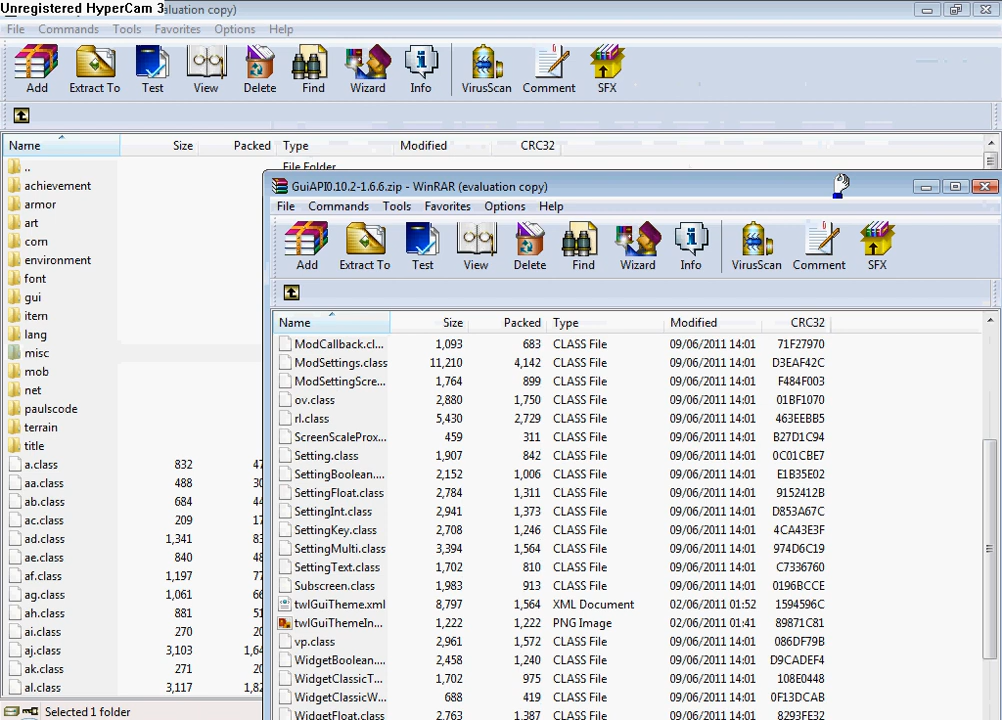 Unregistered HyperCam 3
aluation copy)
File Commands Tools Favorites Options Help
Add Extract To Test View Delete Find Wizard Info VirusScan Comment SFX
Name Size Packed Type Modified CRC32
.. File Folder
achievement
armor
art
com
environment
font
gui
item
lang
misc
mob
net
paulscode
terrain
title
a.class 832 47
aa.class 488 30
ab.class 684 44
ac.class 209 17
ad.class 1,341 83
ae.class 840 48
af.class 1,197 77
ag.class 1,061 66
ah.class 881 51
ai.class 270 20
aj.class 3,103 1,64
ak.class 271 20
al.class 3,117 1,82
Selected 1 folder
GuiAPI0.10.2-1.6.6.zip - WinRAR (evaluation copy)
File Commands Tools Favorites Options Help
Add Extract To Test View Delete Find Wizard Info VirusScan Comment SFX
Name Size Packed Type Modified CRC32
ModCallback.cl... 1,093 683 CLASS File 09/06/2011 14:01 71F27970
ModSettings.class 11,210 4,142 CLASS File 09/06/2011 14:01 D3EAF42C
ModSettingScre... 1,764 899 CLASS File 09/06/2011 14:01 F484F003
ov.class 2,880 1,750 CLASS File 09/06/2011 14:01 01BF1070
rl.class 5,430 2,729 CLASS File 09/06/2011 14:01 463EEBB5
ScreenScaleProx... 459 311 CLASS File 09/06/2011 14:01 B27D1C94
Setting.class 1,907 842 CLASS File 09/06/2011 14:01 0C01CBE7
SettingBoolean.... 2,152 1,006 CLASS File 09/06/2011 14:01 E1B35E02
SettingFloat.class 2,784 1,311 CLASS File 09/06/2011 14:01 9152412B
SettingInt.class 2,941 1,373 CLASS File 09/06/2011 14:01 D853A67C
SettingKey.class 2,708 1,246 CLASS File 09/06/2011 14:01 4CA43E3F
SettingMulti.class 3,394 1,564 CLASS File 09/06/2011 14:01 974D6C19
SettingText.class 1,702 810 CLASS File 09/06/2011 14:01 C7336760
Subscreen.class 1,983 913 CLASS File 09/06/2011 14:01 0196BCCE
twlGuiTheme.xml 8,797 1,564 XML Document 02/06/2011 01:52 1594596C
twlGuiThemeIn... 1,222 1,222 PNG Image 02/06/2011 01:41 89871C81
vp.class 2,961 1,572 CLASS File 09/06/2011 14:01 086DF79B
WidgetBoolean.... 2,458 1,240 CLASS File 09/06/2011 14:01 D9CADEF4
WidgetClassicT... 1,702 975 CLASS File 09/06/2011 14:01 108E0448
WidgetClassicW... 688 419 CLASS File 09/06/2011 14:01 0F13DCAB
WidgetFloat.class 2,763 1,387 CLASS File 09/06/2011 14:01 8293FE32